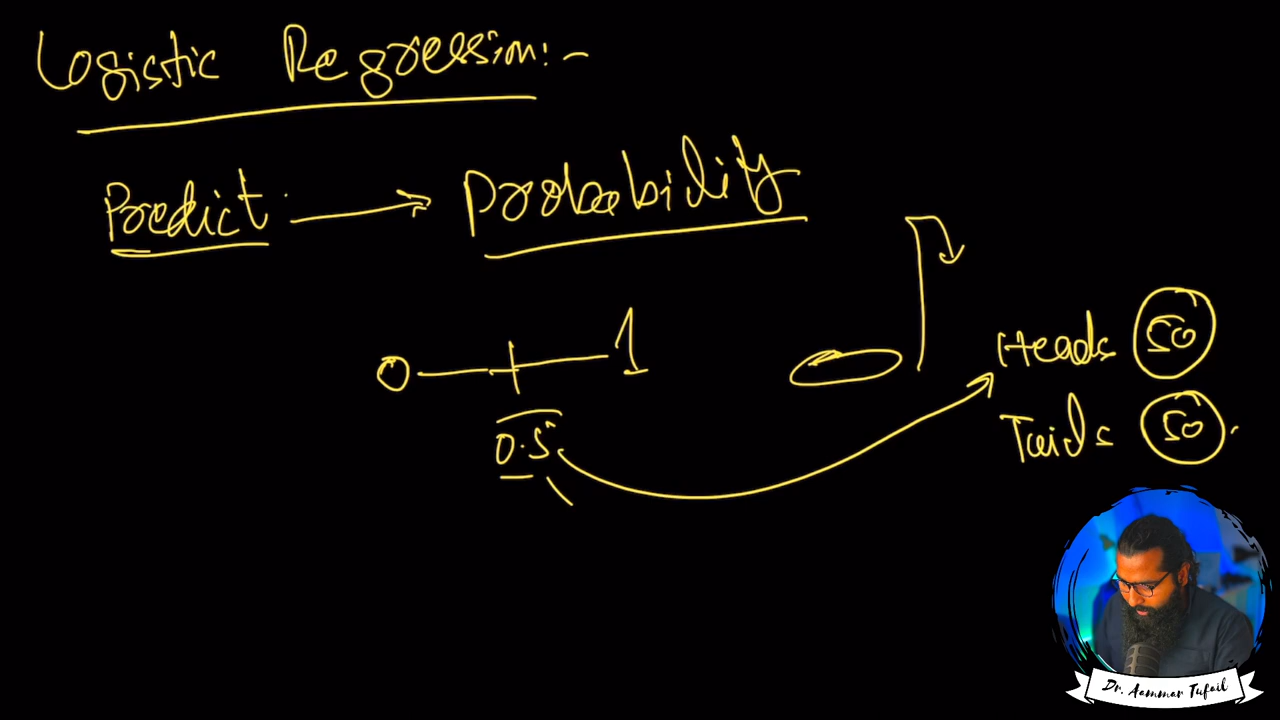 Logistic Regression:-
Predict → Probability
0 1
0.5
Heads 50
Tails 50
Dr. Aammar Tufail